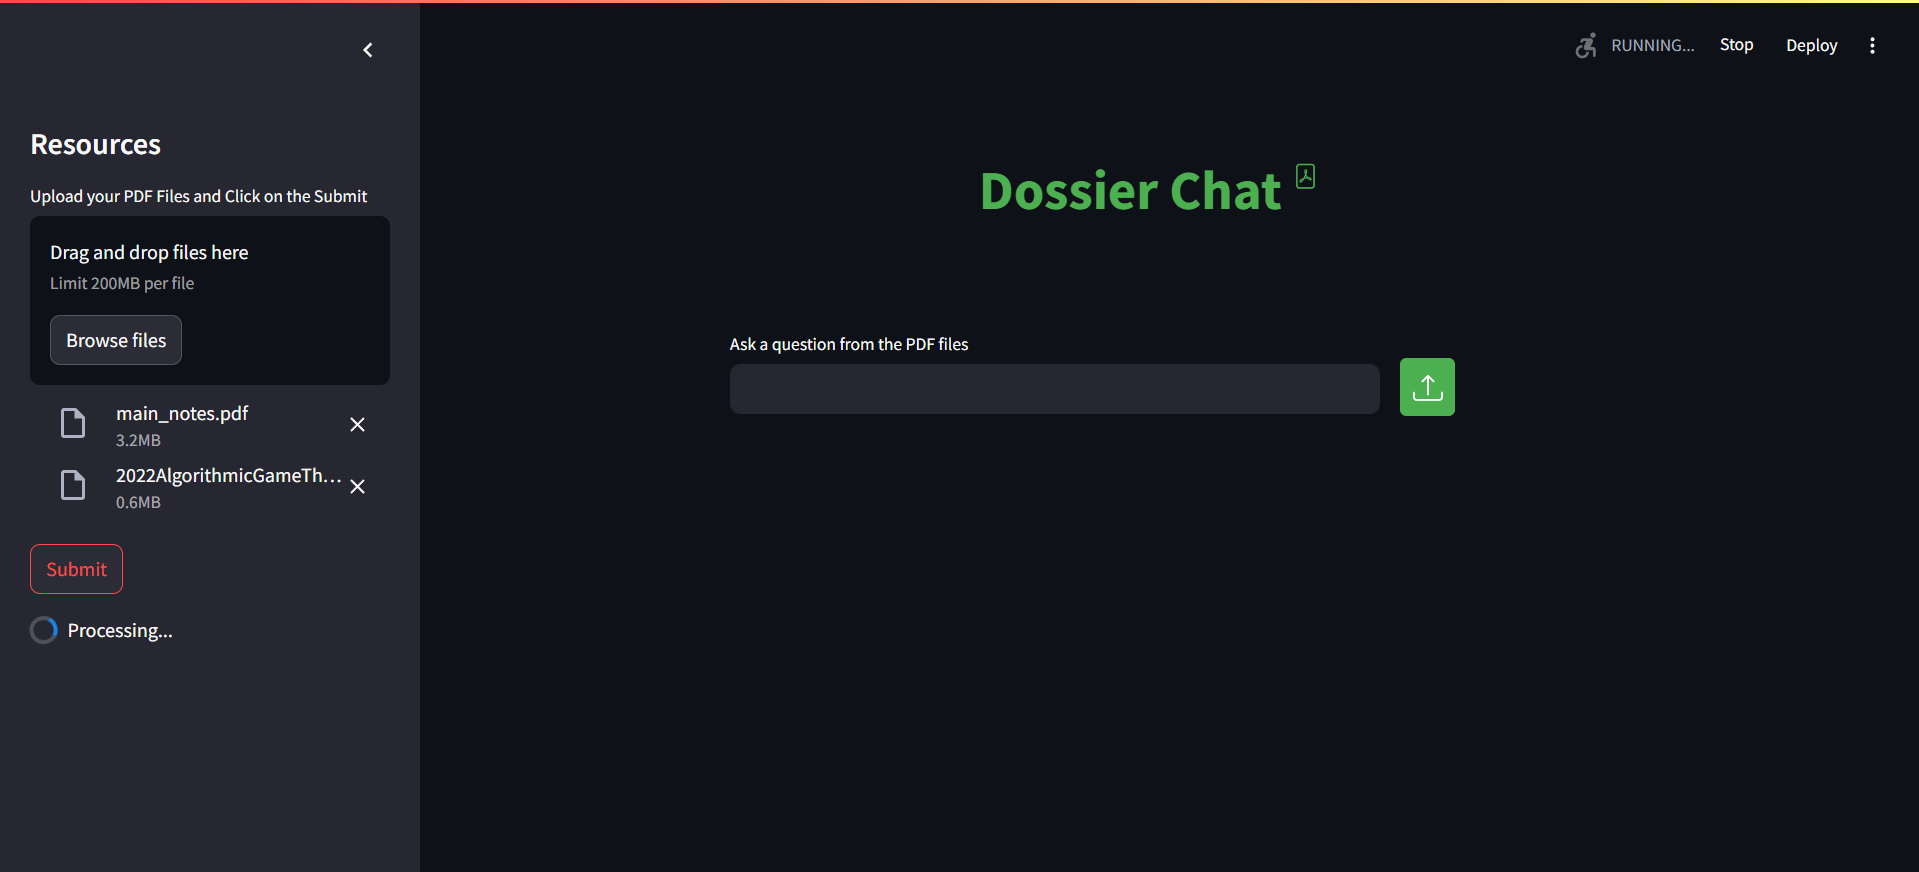 RUNNING...
Stop
Deploy
Resources
Upload your PDF Files and Click on the Submit
Drag and drop files here
Limit 200MB per file
Browse files
main_notes.pdf
3.2MB
2022AlgorithmicGameTh...
0.6MB
Submit
Processing...
Dossier Chat
Ask a question from the PDF files